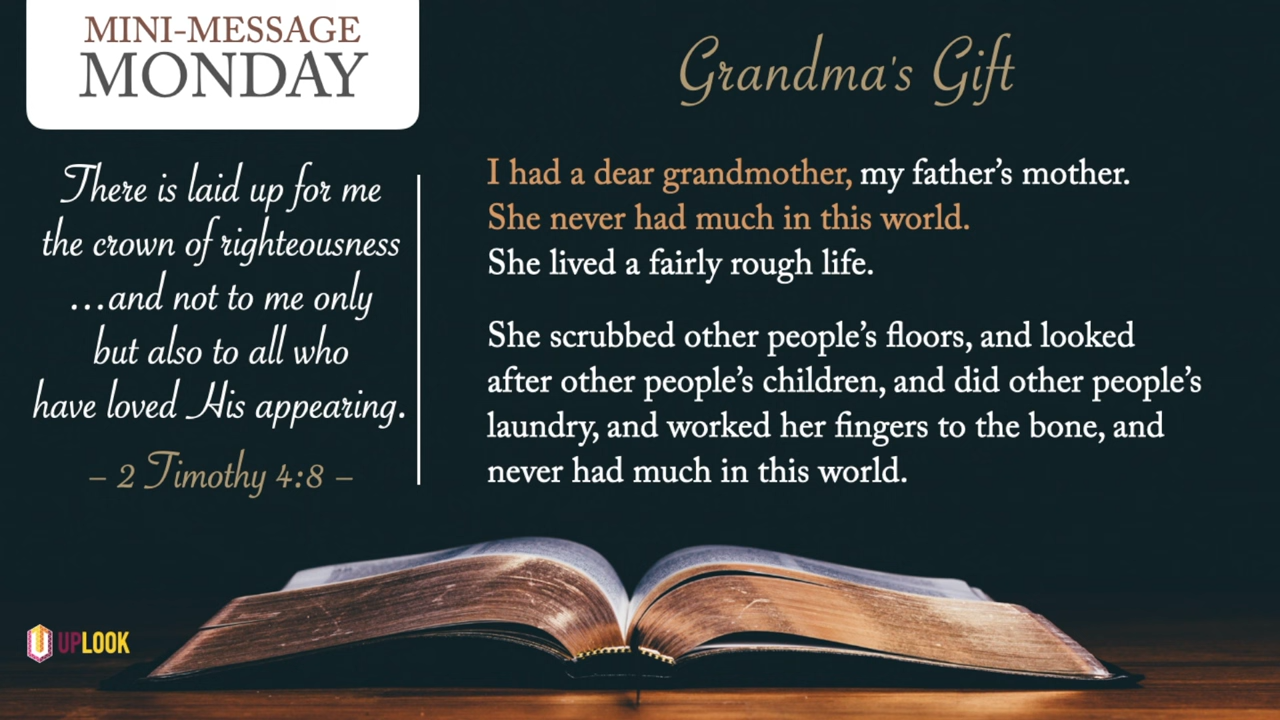 MINI-MESSAGE
MONDAY
There is laid up for me
the crown of righteousness
...and not to me only
but also to all who
have loved His appearing.
– 2 Timothy 4:8 –
Grandma's Gift
I had a dear grandmother, my father’s mother.
She never had much in this world.
She lived a fairly rough life.
She scrubbed other people’s floors, and looked
after other people’s children, and did other people’s
laundry, and worked her fingers to the bone, and
never had much in this world.
UPLOOK